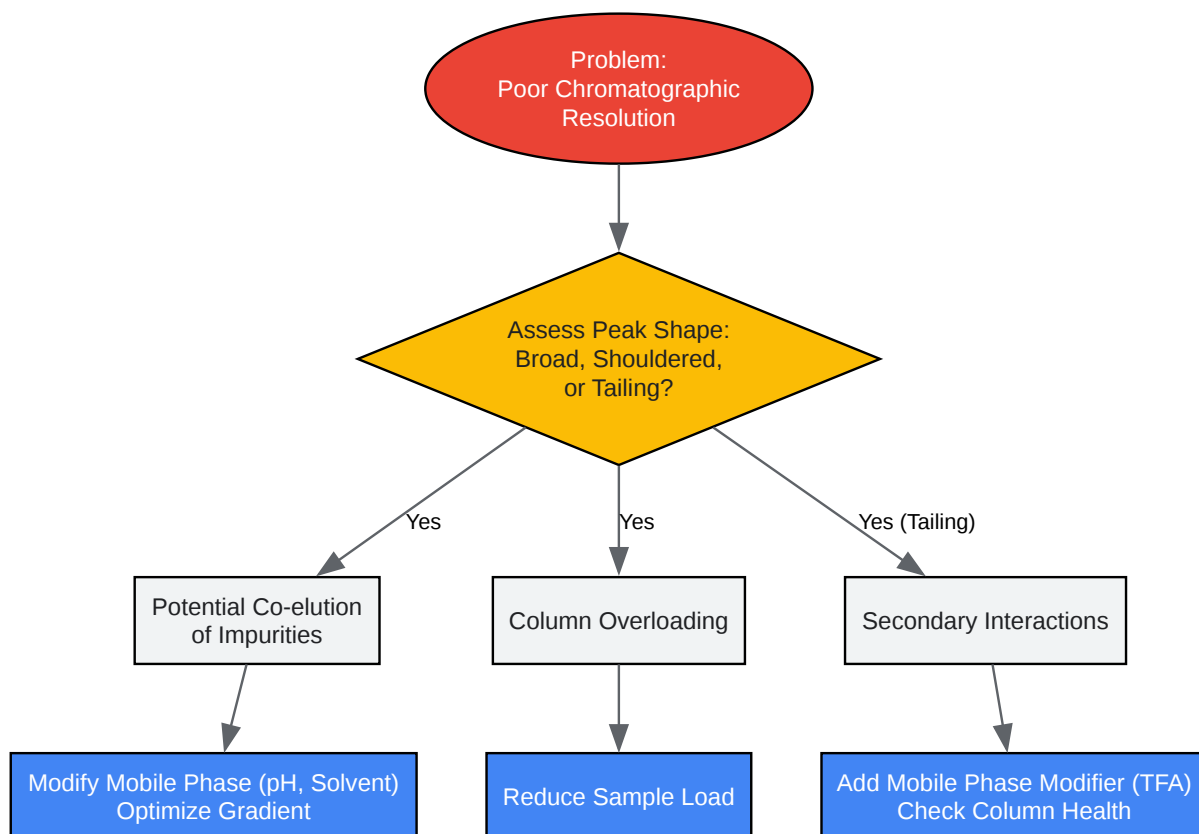 Problem:
Poor Chromatographic
Resolution
Assess Peak Shape:
Broad, Shouldered,
or Tailing?
Yes
Yes
Yes (Tailing)
Potential Co-elution
of Impurities
Column Overloading
Secondary Interactions
Modify Mobile Phase (pH, Solvent)
Optimize Gradient
Reduce Sample Load
Add Mobile Phase Modifier (TFA)
Check Column Health